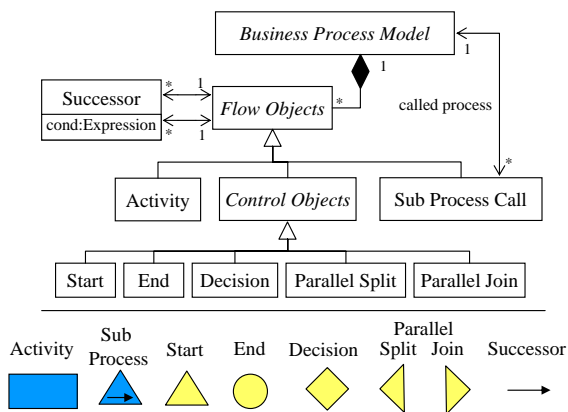 Business Process Model
1
1
* 1
Successor
cond:Expression
* 1
Flow Objects
*
called process
*
Activity
Control Objects
Sub Process Call
Start
End
Decision
Parallel Split
Parallel Join
Activity
Sub
Process
Start
End
Decision
Parallel
Split Join
Successor